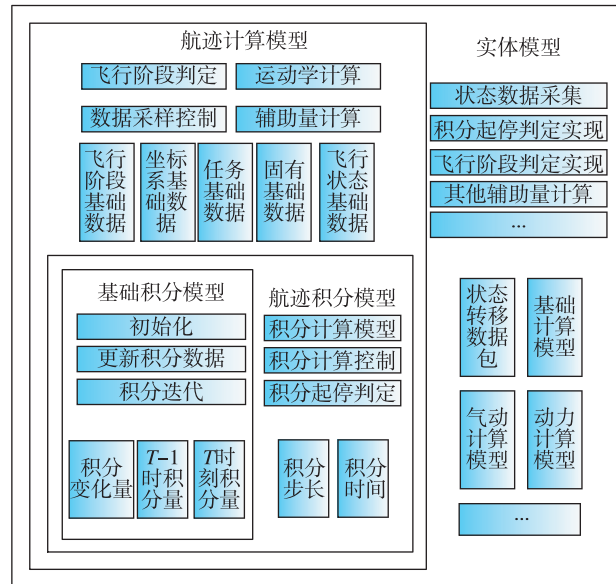 航迹计算模型
飞行阶段判定
运动学计算
数据采样控制
辅助量计算
飞行
阶段
基础
数据
坐标
系基
础数
据
任务
基础
数据
固有
基础
数据
飞行
状态
基础
数据
基础积分模型
初始化
更新积分数据
积分迭代
积分
变化量
T−1
时积
分量
T时
刻积
分量
航迹积分模型
积分计算模型
积分计算控制
积分起停判定
积分
步长
积分
时间
实体模型
状态数据采集
积分起停判定实现
飞行阶段判定实现
其他辅助量计算
…
状态
转移
数据
包
基础
计算
模型
气动
计算
模型
动力
计算
模型
…